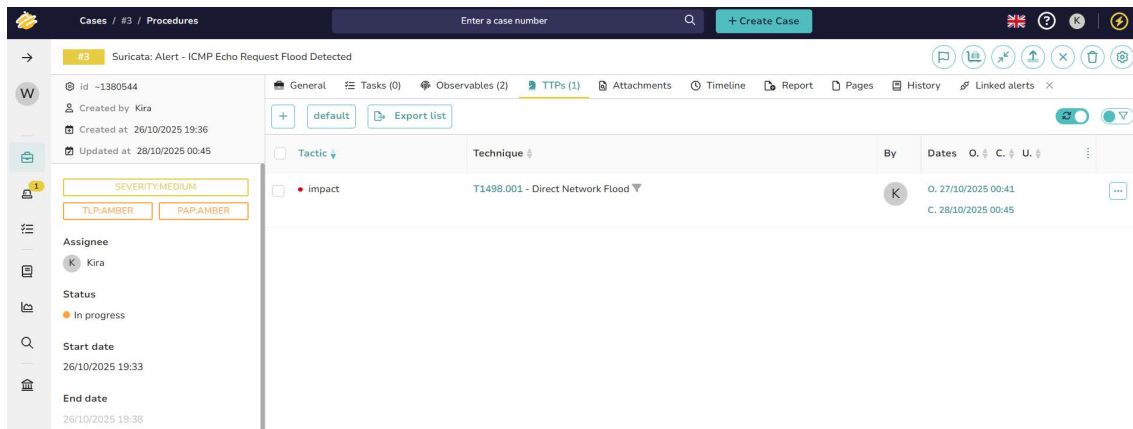 Cases / #3 / Procedures
Enter a case number
+ Create Case
K
#3 Suricata: Alert - ICMP Echo Request Flood Detected
W
id ~1380544
Created by Kira
Created at 26/10/2025 19:36
Updated at 28/10/2025 00:45
SEVERITY:MEDIUM
TLP:AMBER PAP:AMBER
Assignee
K Kira
Status
In progress
Start date
26/10/2025 19:33
End date
26/10/2025 19:38
1
General Tasks (0) Observables (2) TTPs (1) Attachments Timeline Report Pages History Linked alerts
+ default Export list
Tactic Technique By Dates O. C. U.
impact T1498.001 - Direct Network Flood K O. 27/10/2025 00:41
C. 28/10/2025 00:45